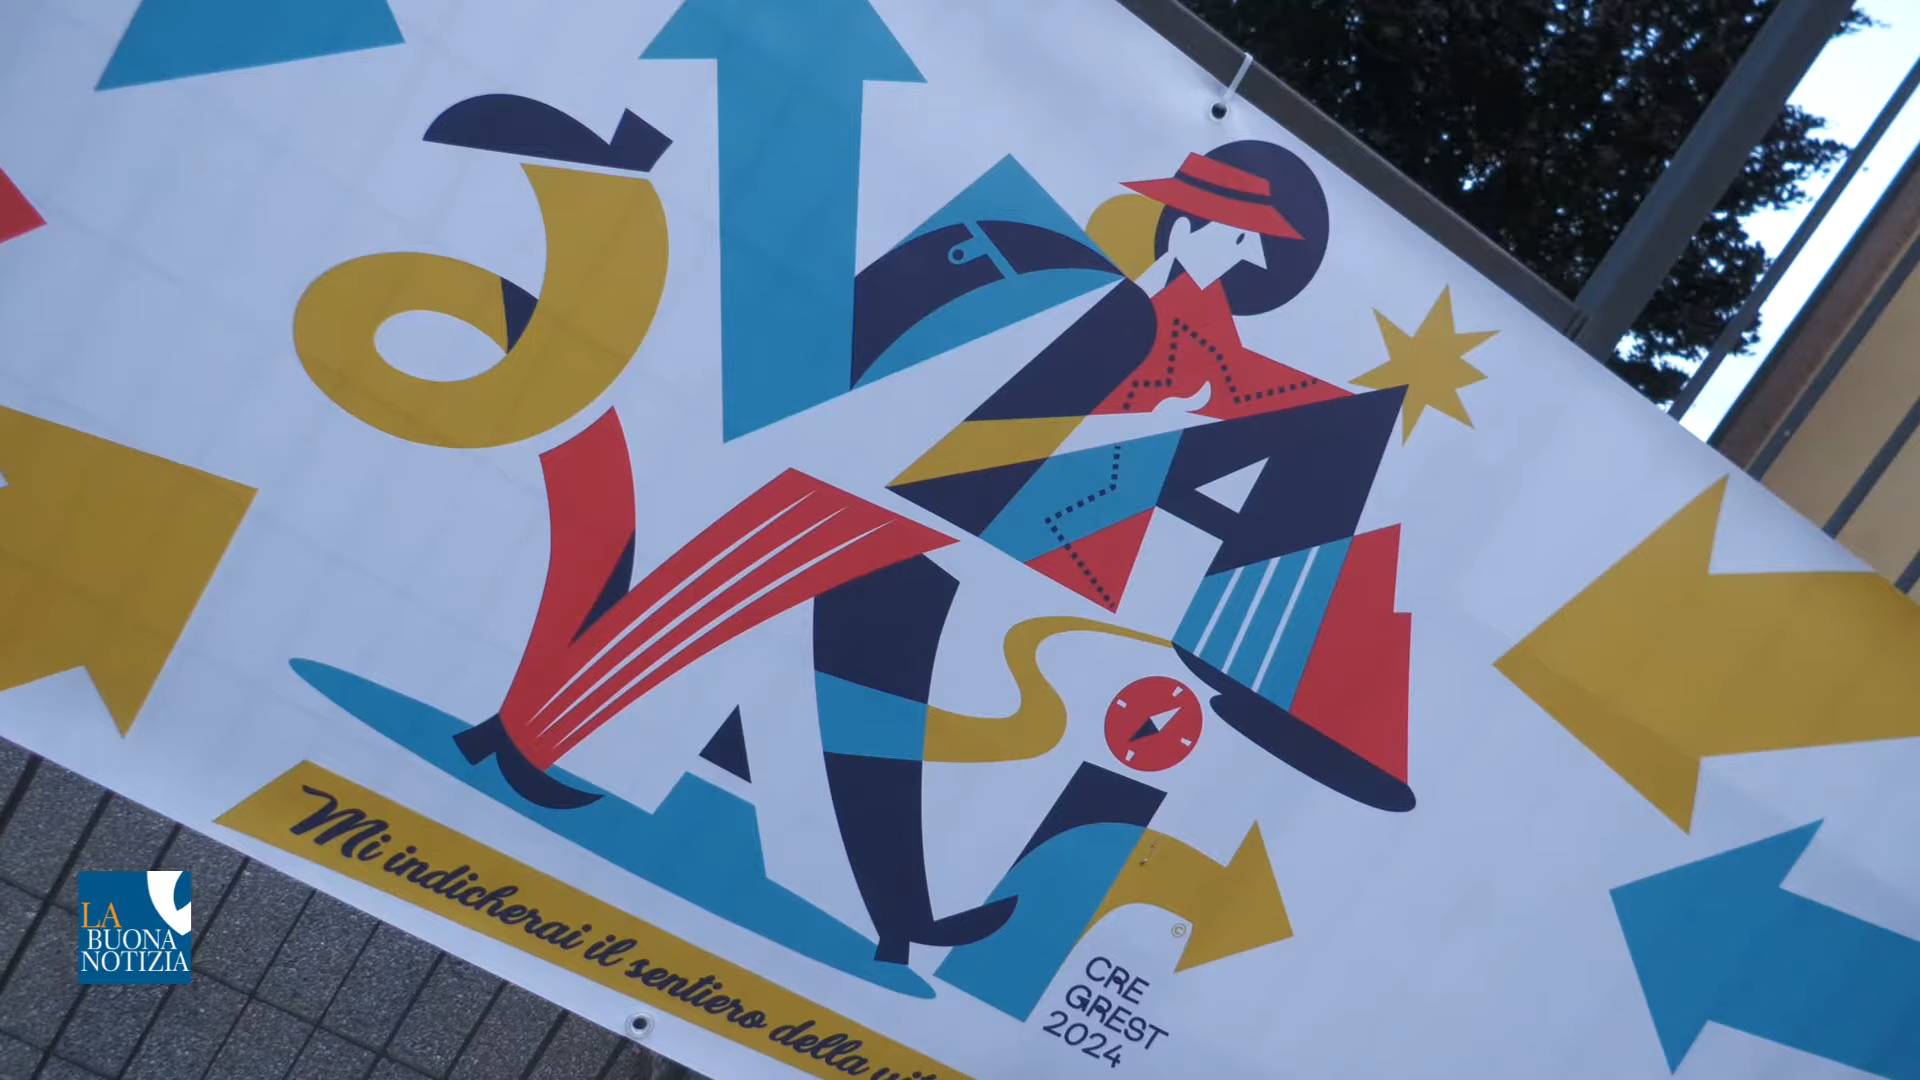 Mi indicherai il sentiero della
CRE
GREST
2024
©
LA
BUONA
NOTIZIA